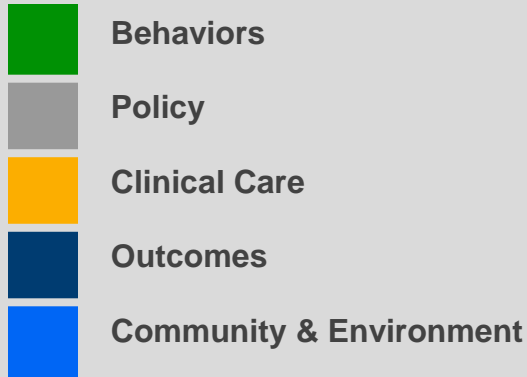 Behaviors
Policy
Clinical Care
Outcomes
Community & Environment